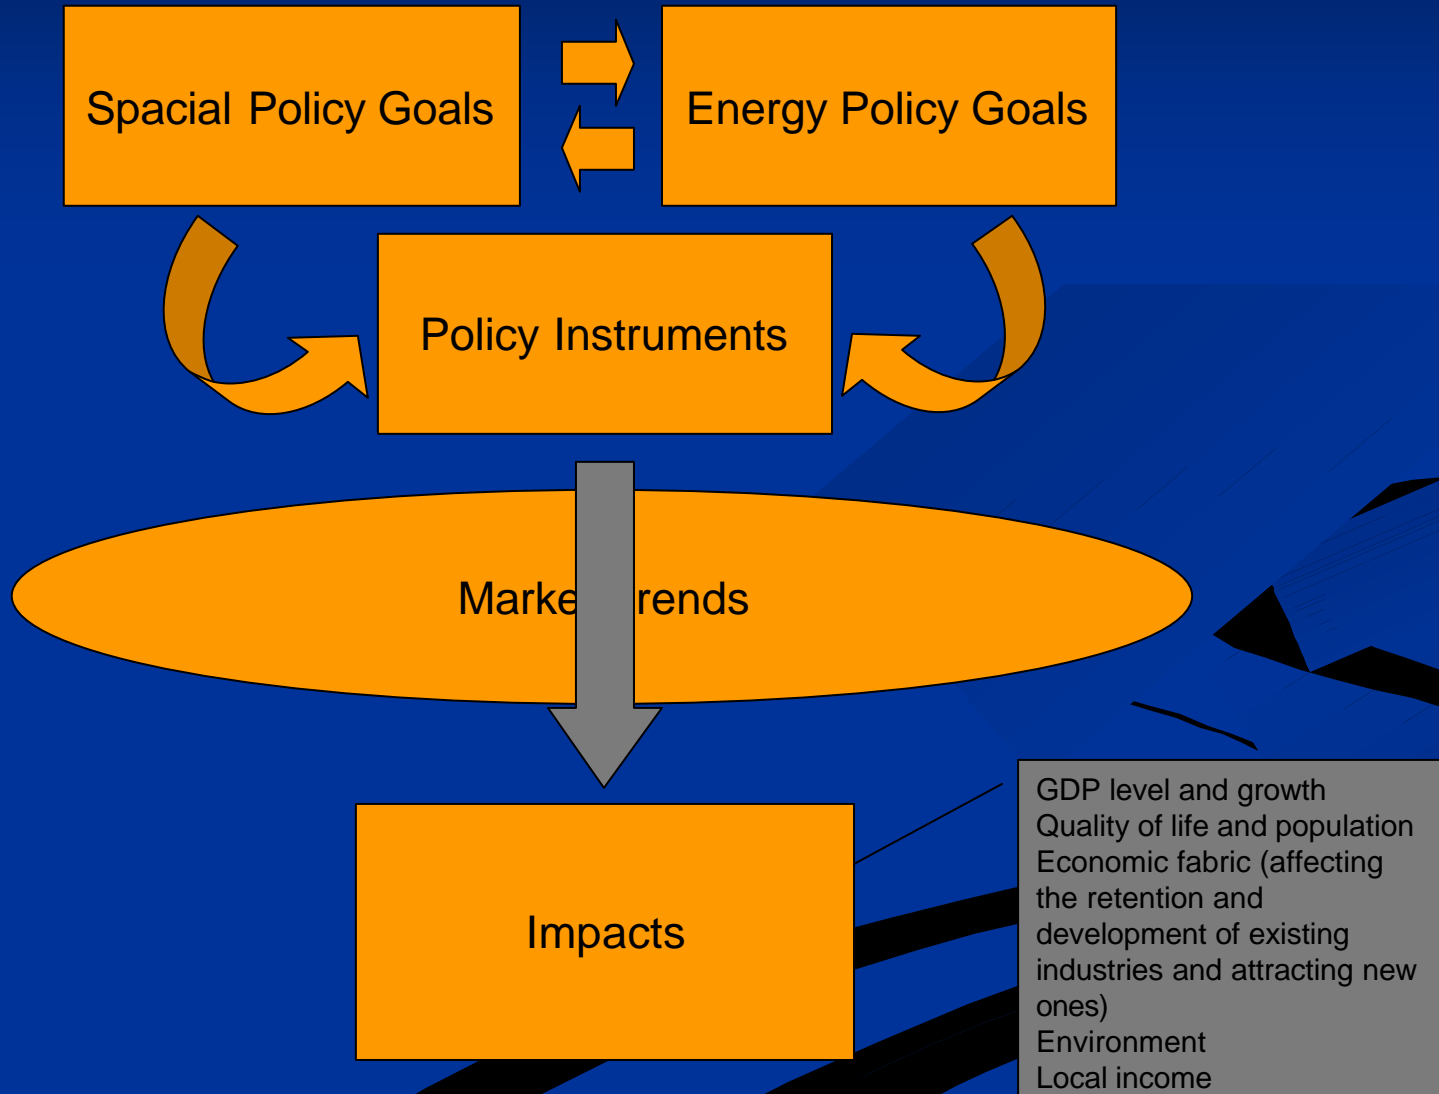 Spacial Policy Goals
Energy Policy Goals
Policy Instruments
Marke rends
Impacts
GDP level and growth
Quality of life and population
Economic fabric (affecting
the retention and
development of existing
industries and attracting new
ones)
Environment
Local income